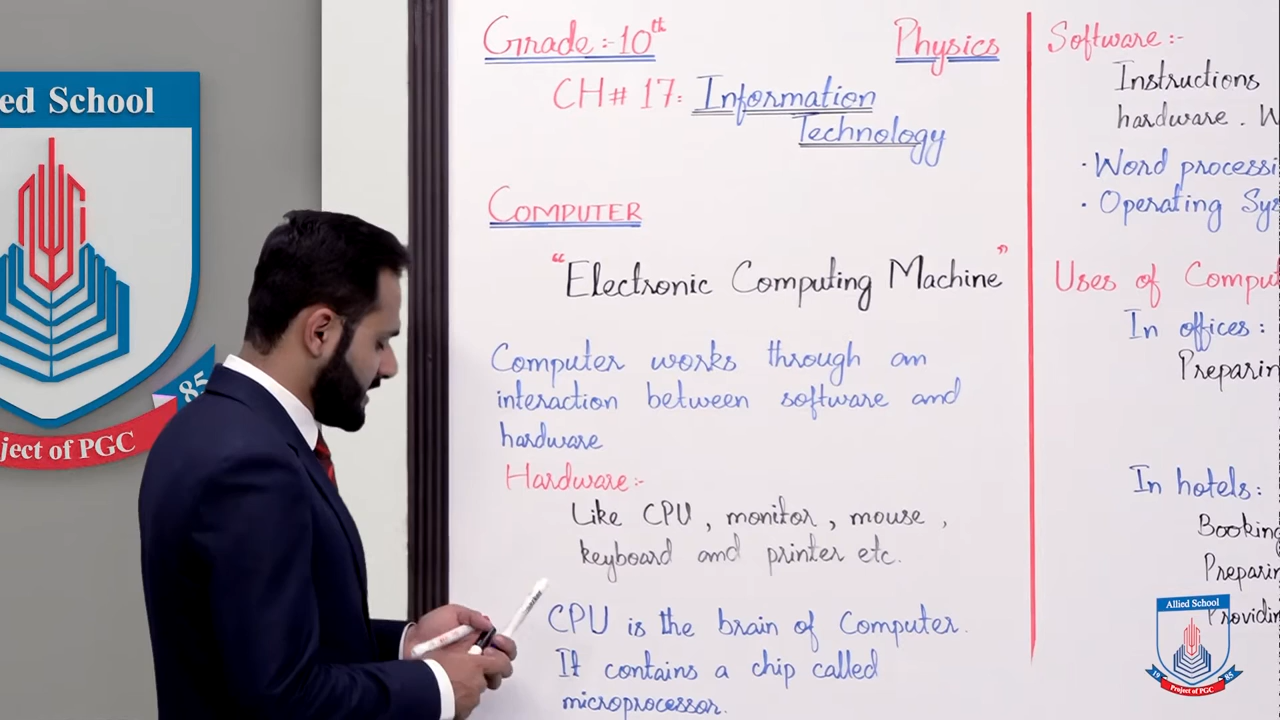 ed School
85
ject of PGC
Grade:-10th
Physics
CH# 17: Information
Technology
COMPUTER
"Electronic Computing Machine"
Computer works through an
interaction between software and
hardware
Hardware:-
Like CPU, monitor, mouse,
keyboard and printer etc.
CPU is the brain of Computer.
It contains a chip called
microprocessor.
Software:-
Instructions
hardware. W
· Word processi
· Operating Sys
Uses of Comput
In offices:
Preparin
In hotels:
Booking
Preparin
Providin
Allied School
19 85
Project of PGC